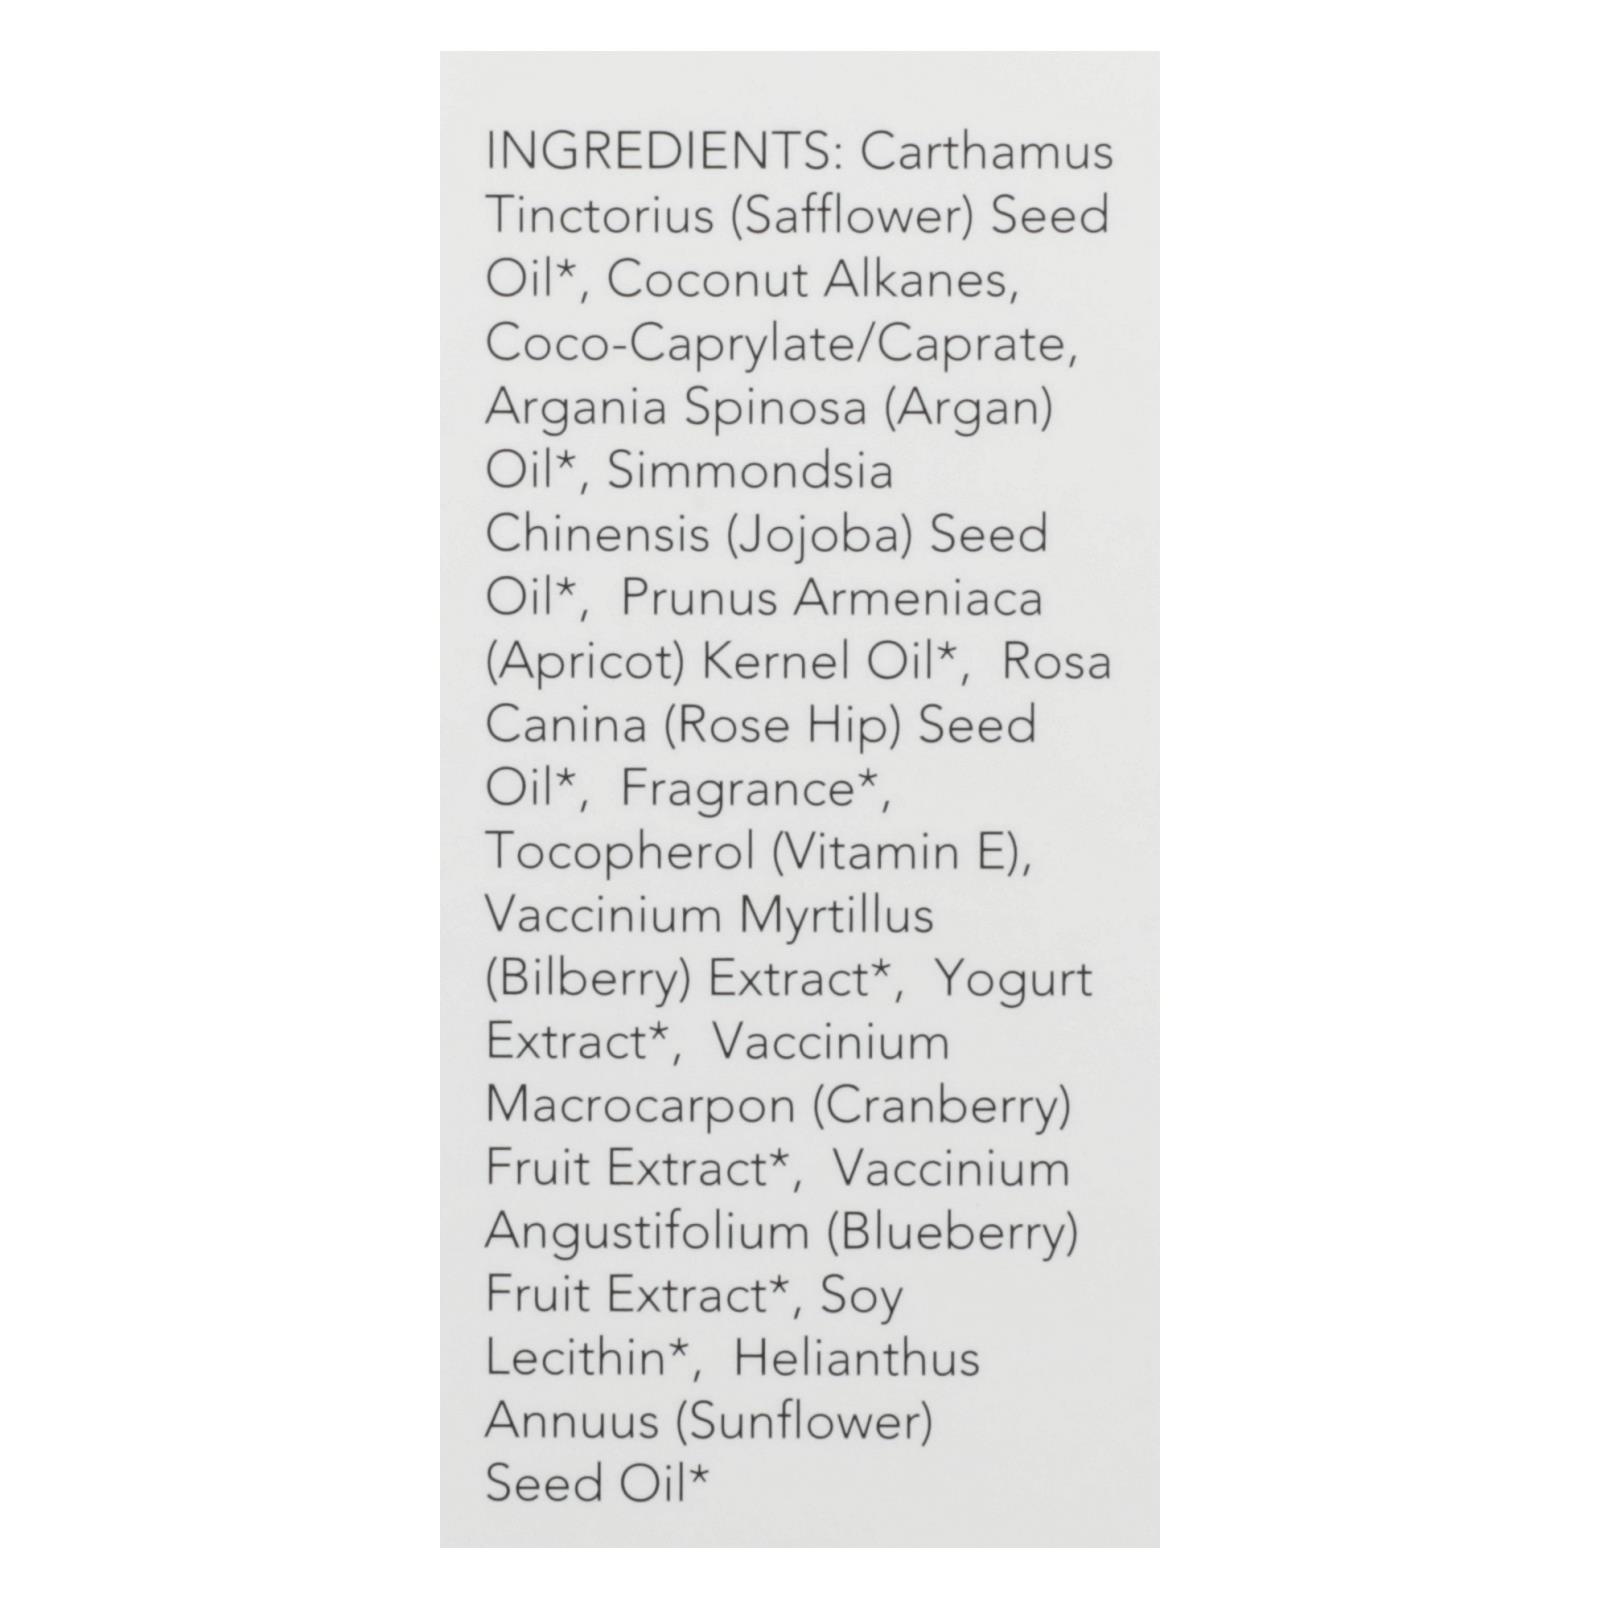 INGREDIENTS: Carthamus
Tinctorius (Safflower) Seed
Oil*, Coconut Alkanes,
Coco-Caprylate/Caprate,
Argania Spinosa (Argan)
Oil*, Simmondsia
Chinensis (Jojoba) Seed
Oil*, Prunus Armeniaca
(Apricot) Kernel Oil*, Rosa
Canina (Rose Hip) Seed
Oil*, Fragrance*,
Tocopherol (Vitamin E),
Vaccinium Myrtillus
(Bilberry) Extract*, Yogurt
Extract*, Vaccinium
Macrocarpon (Cranberry)
Fruit Extract*, Vaccinium
Angustifolium (Blueberry)
Fruit Extract*, Soy
Lecithin*, Helianthus
Annuus (Sunflower)
Seed Oil*